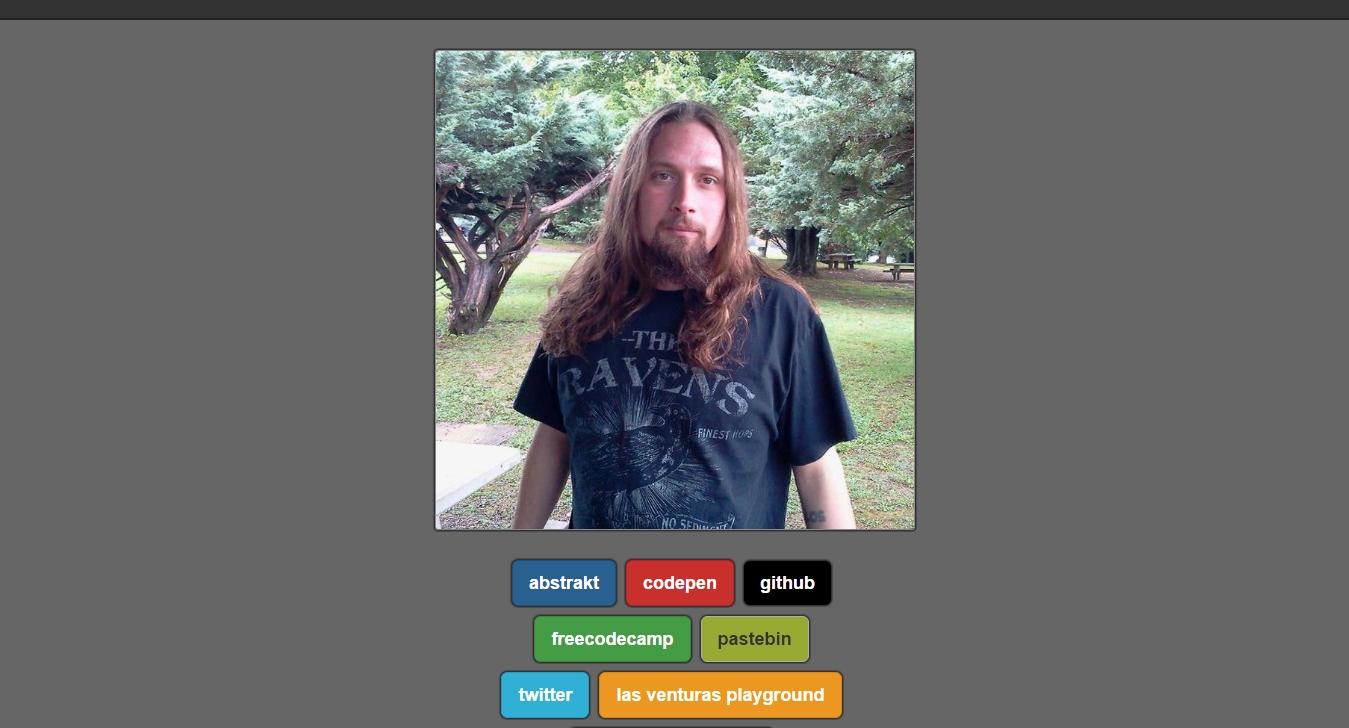 -THE
RAVENS
FINEST HOPS
NO SEDIMENT
abstrakt codepen github
freecodecamp pastebin
twitter las venturas playground